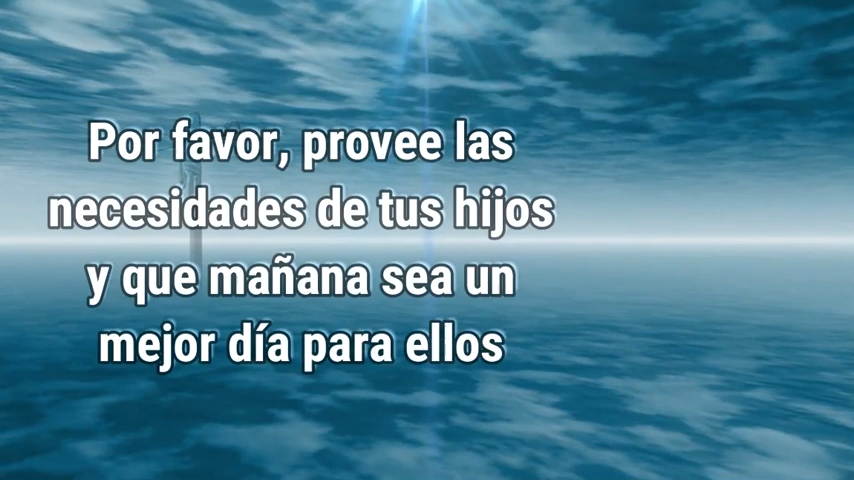 Por favor, provee las
necesidades de tus hijos
y que mañana sea un
mejor día para ellos